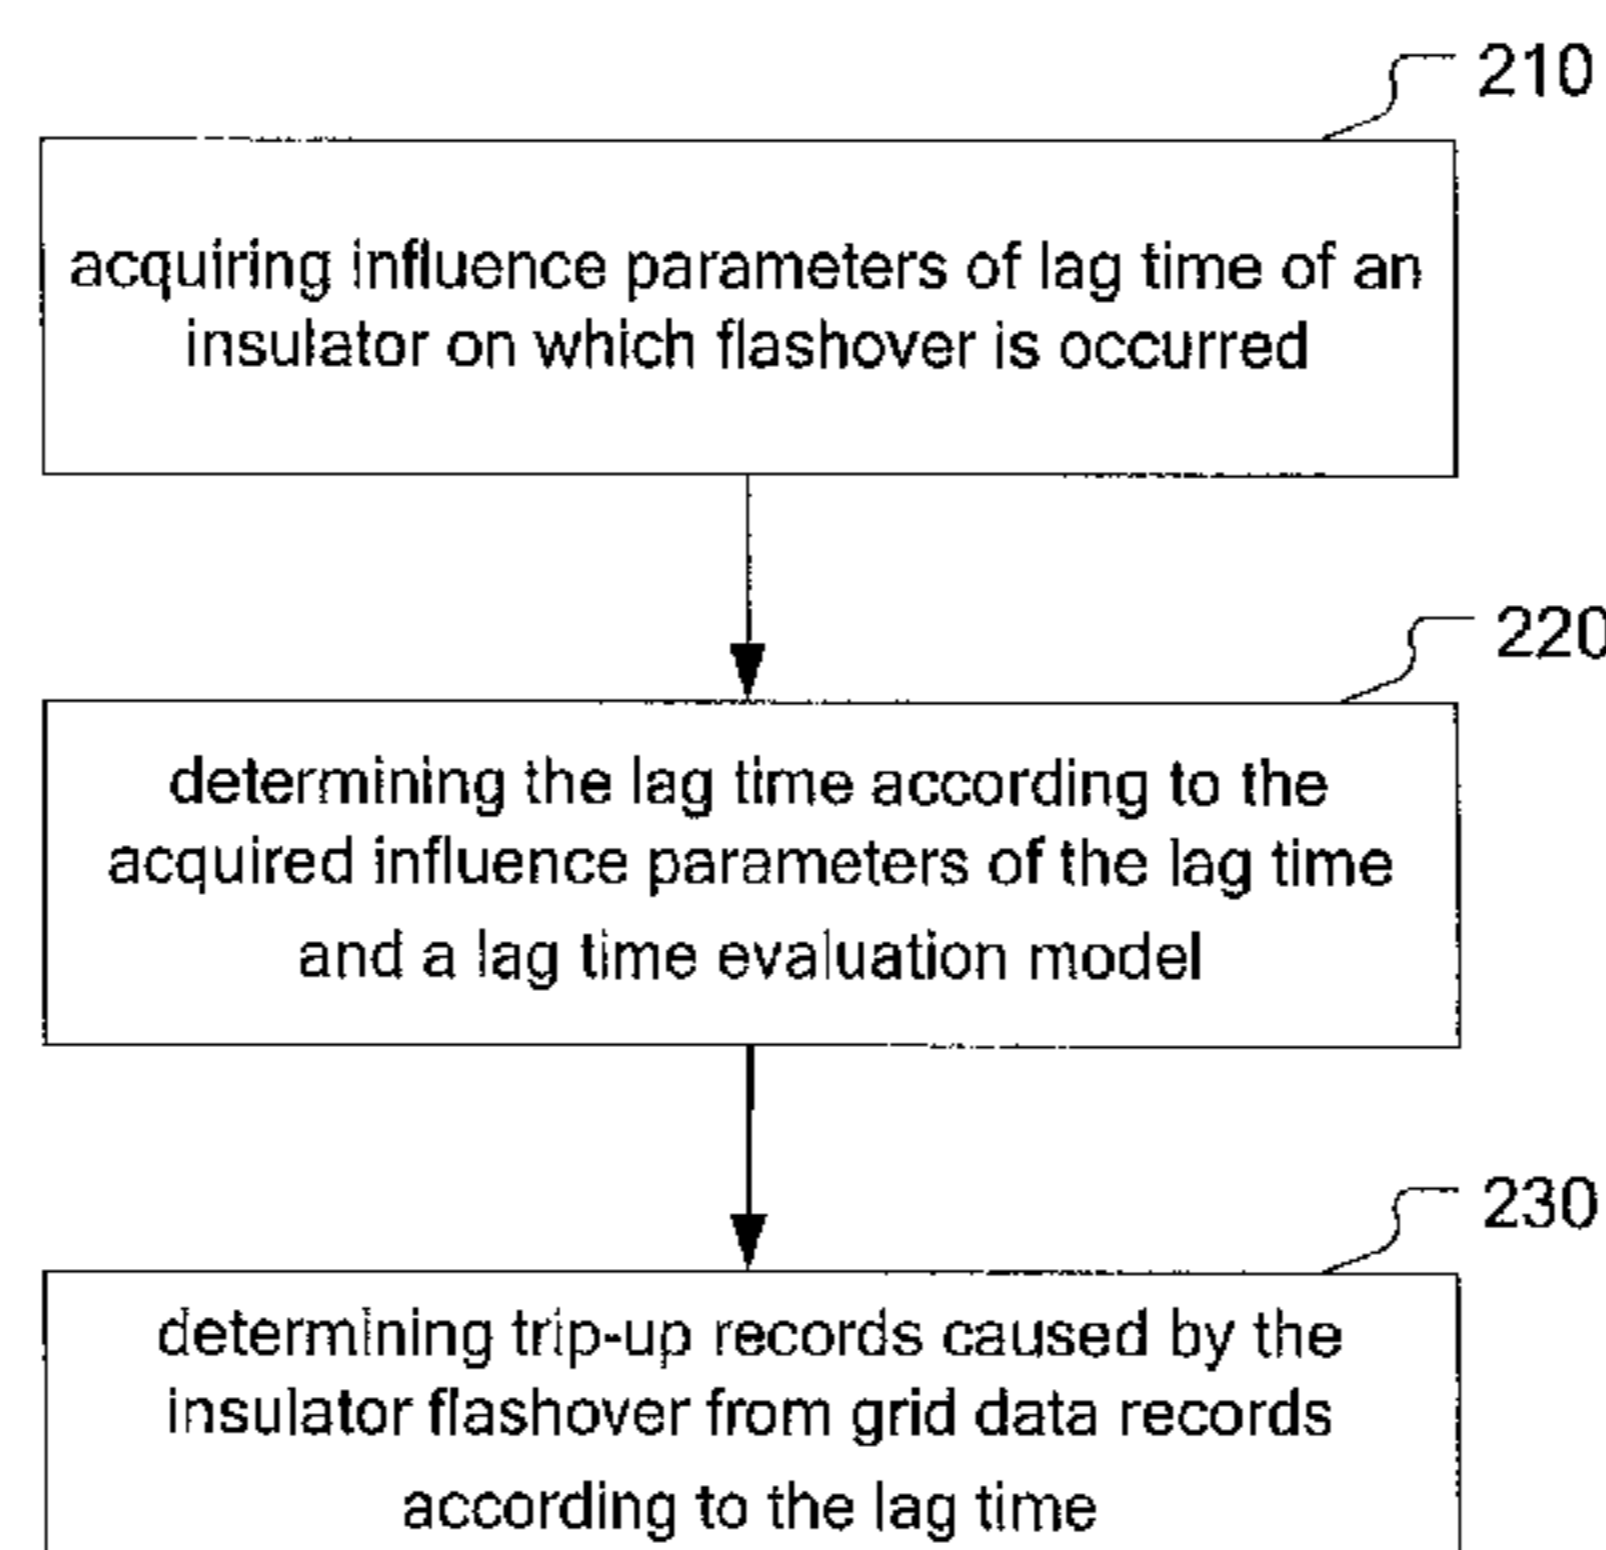 210
acquiring influence parameters of lag time of an
insulator on which flashover is occurred
220
determining the lag time according to the
acquired influence parameters of the lag time
and a lag time evaluation model
230
determining trip-up records caused by the
insulator flashover from grid data records
according to the lag time